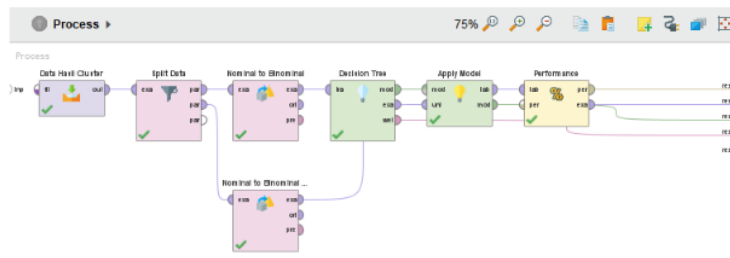 Process
75%
Process
Data Hasil Cluster
Split Data
Nominal to Binominal
Decision Tree
Apply Model
Performance
inp
fil
out
exa
par
par
par
exa
exa
ori
pre
tra
mod
exa
wei
mod
unl
lab
mod
lab
per
per
exa
res
res
res
res
res
Nominal to Binominal ...
exa
exa
ori
pre